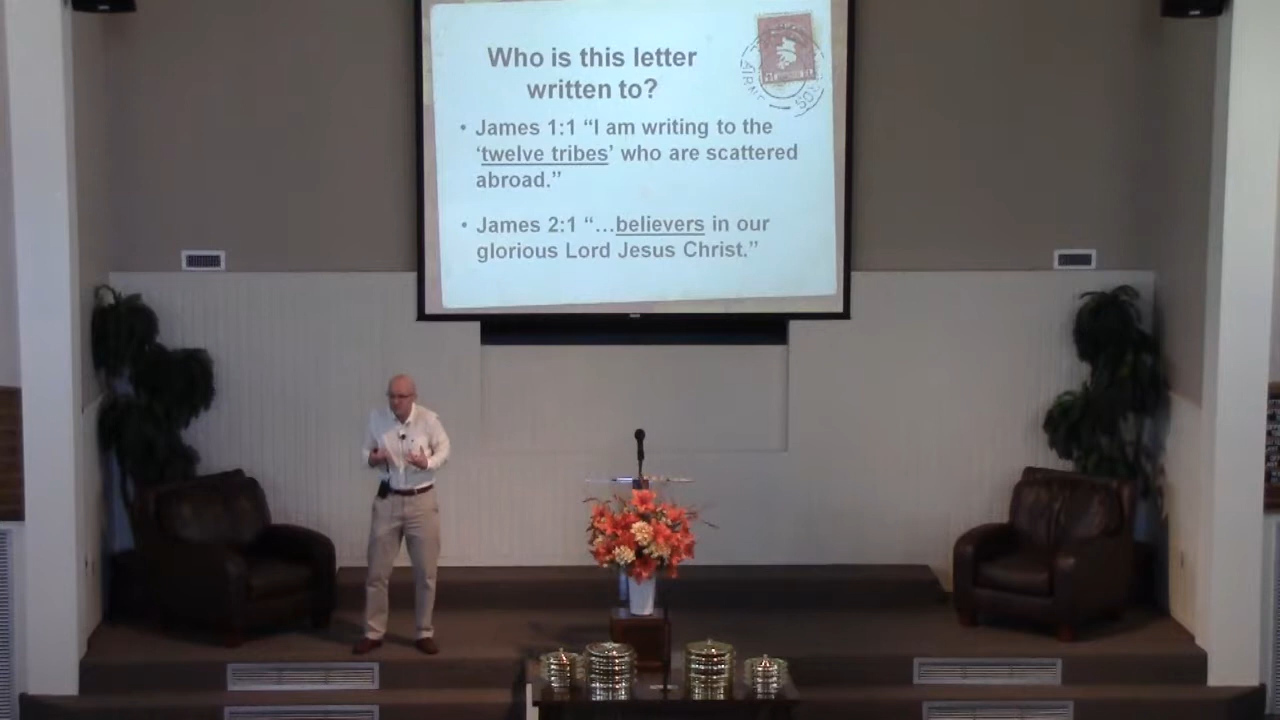 Who is this letter
written to?
• James 1:1 “I am writing to the
‘twelve tribes’ who are scattered
abroad.”
• James 2:1 “…believers in our
glorious Lord Jesus Christ.”